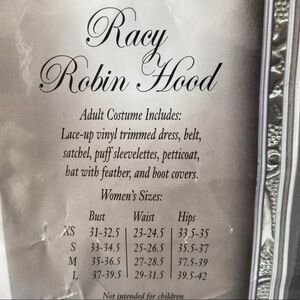 Racy
Robin Hood
Adult Costume Includes:
Lace-up vinyl trimmed dress, belt,
satchel, puff sleevelettes, petticoat,
hat with feather, and boot covers.
Women's Sizes:
Bust Waist Hips
XS 31-32.5 23-24.5 33.5-35
S 33-34.5 25-26.5 35.5-37
M 35-36.5 27-28.5 37.5-39
L 37-39.5 29-31.5 39.5-42
Not intended for children